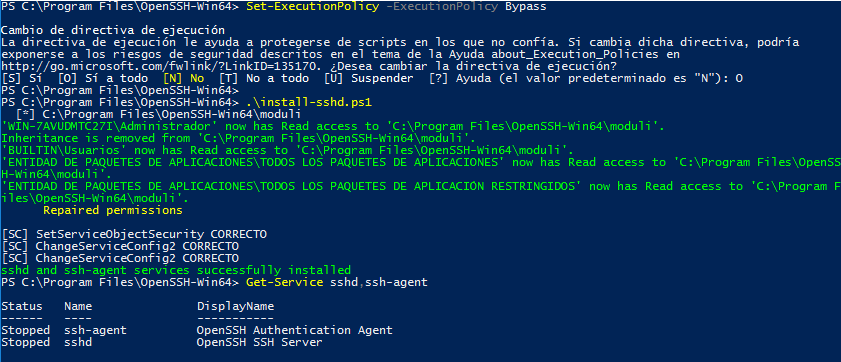 PS C:\Program Files\OpenSSH-Win64> Set-ExecutionPolicy -ExecutionPolicy Bypass
Cambio de directiva de ejecución
La directiva de ejecución le ayuda a protegerse de scripts en los que no confía. Si cambia dicha directiva, podría
exponerse a los riesgos de seguridad descritos en el tema de la Ayuda about_Execution_Policies en
http://go.microsoft.com/fwlink/?LinkID=135170. ¿Desea cambiar la directiva de ejecución?
[S] Sí  [O] Sí a todo  [N] No  [T] No a todo  [U] Suspender  [?] Ayuda (el valor predeterminado es "N"): O
PS C:\Program Files\OpenSSH-Win64>
PS C:\Program Files\OpenSSH-Win64> .\install-sshd.ps1
  [*] C:\Program Files\OpenSSH-Win64\moduli
'WIN-7AVUDMTC27I\Administrador' now has Read access to 'C:\Program Files\OpenSSH-Win64\moduli'.
Inheritance is removed from 'C:\Program Files\OpenSSH-Win64\moduli'.
'BUILTIN\Usuarios' now has Read access to 'C:\Program Files\OpenSSH-Win64\moduli'.
'ENTIDAD DE PAQUETES DE APLICACIONES\TODOS LOS PAQUETES DE APLICACIONES' now has Read access to 'C:\Program Files\OpenSS
H-Win64\moduli'.
'ENTIDAD DE PAQUETES DE APLICACIONES\TODOS LOS PAQUETES DE APLICACIÓN RESTRINGIDOS' now has Read access to 'C:\Program F
iles\OpenSSH-Win64\moduli'.
      Repaired permissions
[SC] SetServiceObjectSecurity CORRECTO
[SC] ChangeServiceConfig2 CORRECTO
[SC] ChangeServiceConfig2 CORRECTO
sshd and ssh-agent services successfully installed
PS C:\Program Files\OpenSSH-Win64> Get-Service sshd,ssh-agent
Status   Name               DisplayName
------   ----               -----------
Stopped  ssh-agent          OpenSSH Authentication Agent
Stopped  sshd               OpenSSH SSH Server